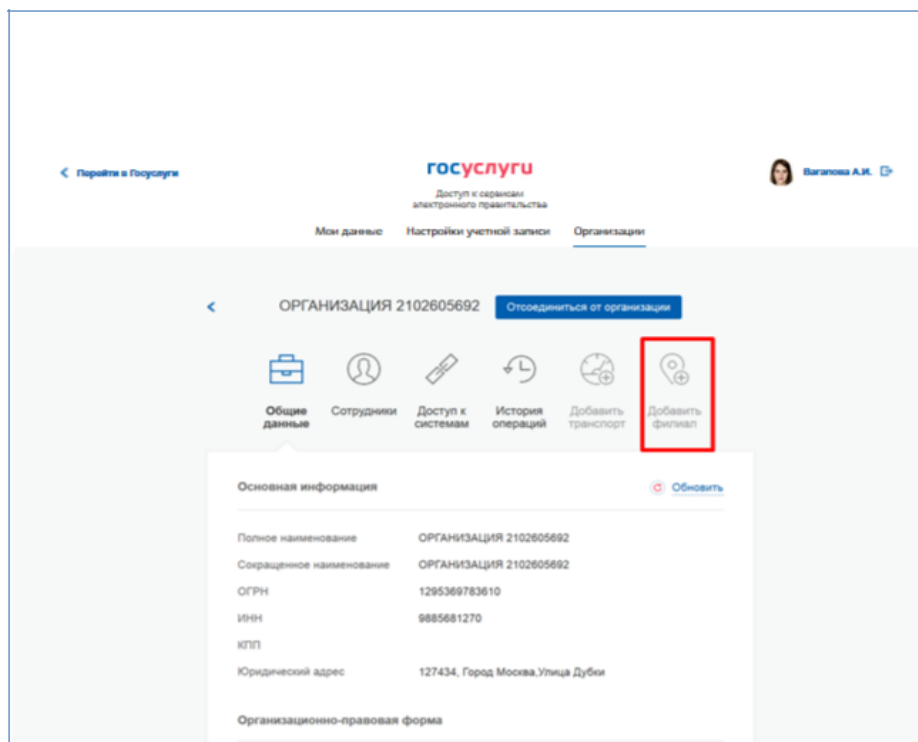 Перейти в Госуслуги
госуслуги
Вагапова А.И.
Доступ к сервисам
электронного правительства
Мои данные Настройки учетной записи Организации
ОРГАНИЗАЦИЯ 2102605692 Отсоединиться от организации
Общие данные
Сотрудники
Доступ к системам
История операций
Добавить транспорт
Добавить филиал
Основная информация Обновить
Полное наименование ОРГАНИЗАЦИЯ 2102605692
Сокращенное наименование ОРГАНИЗАЦИЯ 2102605692
ОГРН 1295369783610
ИНН 9885681270
КПП
Юридический адрес 127434, Город Москва,Улица Дубки
Организационно-правовая форма